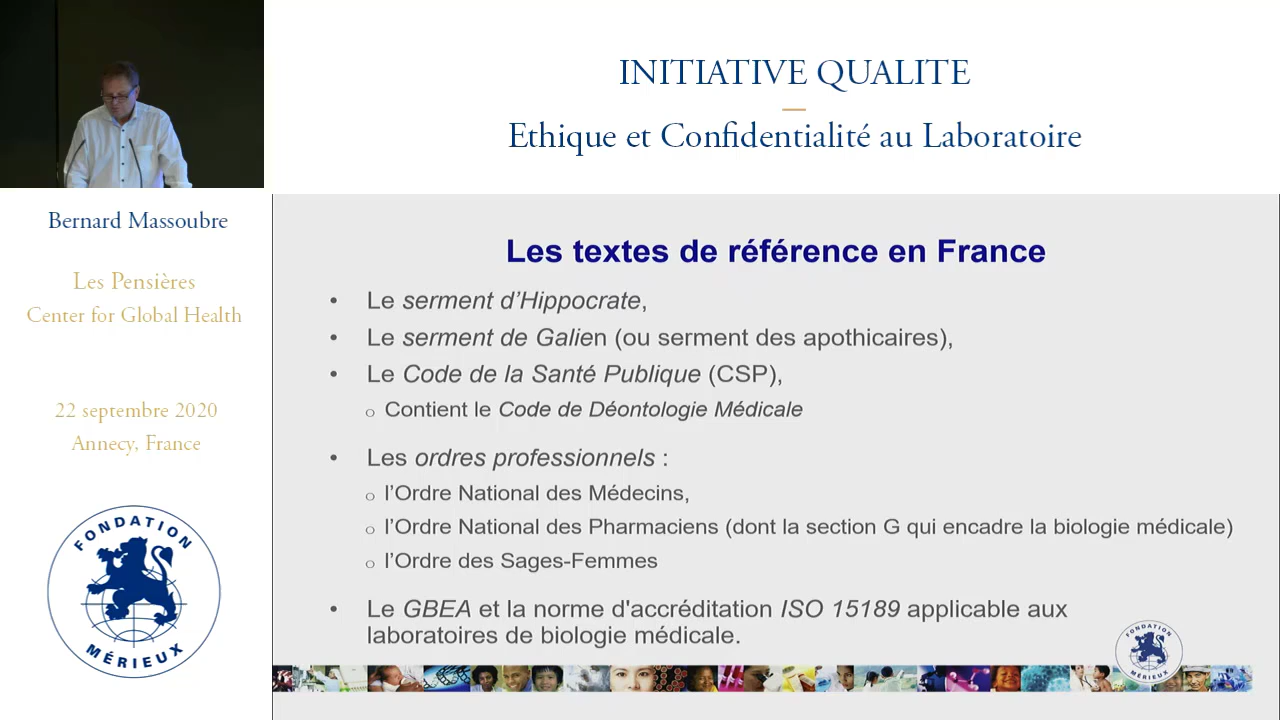 INITIATIVE QUALITE
Ethique et Confidentialité au Laboratoire
Bernard Massoubre
Les Pensières
Center for Global Health
22 septembre 2020
Annecy, France
FONDATION
MÉRIEUX
Les textes de référence en France
• Le serment d’Hippocrate,
• Le serment de Galien (ou serment des apothicaires),
• Le Code de la Santé Publique (CSP),
o Contient le Code de Déontologie Médicale
• Les ordres professionnels :
o l’Ordre National des Médecins,
o l’Ordre National des Pharmaciens (dont la section G qui encadre la biologie médicale)
o l’Ordre des Sages-Femmes
• Le GBEA et la norme d'accréditation ISO 15189 applicable aux
laboratoires de biologie médicale.
FONDATION
MÉRIEUX